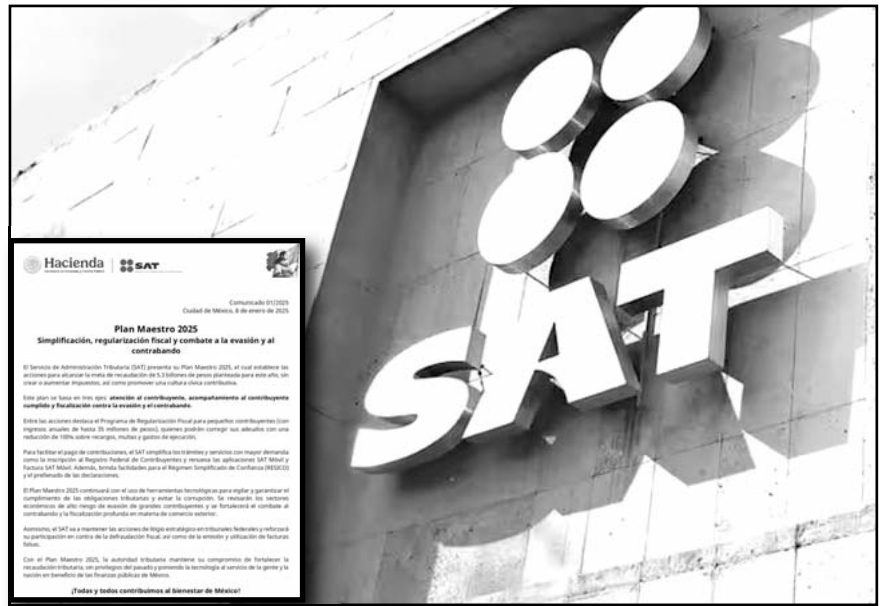 SAT
Hacienda
SAT
Comunicado 01/2025
Ciudad de México, 8 de enero de 2025
Plan Maestro 2025
Simplificación, regularización fiscal y combate a la evasión y al
contrabando
El Servicio de Administración Tributaria (SAT) presenta su Plan Maestro 2025, el cual establece las
acciones para alcanzar la meta de recaudación de 5.3 billones de pesos planteada para este año, sin
crear o aumentar impuestos, así como promover una cultura cívica contributiva.
Este plan se basa en tres ejes: atención al contribuyente, acompañamiento al contribuyente
cumplido y fiscalización contra la evasión y el contrabando.
Entre las acciones destaca el Programa de Regularización Fiscal para pequeños contribuyentes (con
ingresos anuales de hasta 35 millones de pesos), quienes podrán corregir sus adeudos con una
reducción de 100% sobre recargos, multas y gastos de ejecución.
Para facilitar el pago de contribuciones, el SAT simplifica los trámites y servicios con mayor demanda
como la inscripción al Registro Federal de Contribuyentes y renueva las aplicaciones SAT Móvil y
Factura SAT Móvil. Además, brinda facilidades para el Régimen Simplificado de Confianza (RESICO)
y el prellenado de las declaraciones.
El Plan Maestro 2025 continuará con el uso de herramientas tecnológicas para vigilar y garantizar el
cumplimiento de las obligaciones tributarias y evitar la corrupción. Se revisarán los sectores
económicos de alto riesgo de evasión de grandes contribuyentes y se fortalecerá el combate al
contrabando y la fiscalización profunda en materia de comercio exterior.
Asimismo, el SAT va a mantener las acciones de litigio estratégico en tribunales federales y reforzará
su participación en contra de la defraudación fiscal, así como de la emisión y utilización de facturas
falsas.
Con el Plan Maestro 2025, la autoridad tributaria mantiene su compromiso de fortalecer la
recaudación tributaria, sin privilegios del pasado y poniendo la tecnología al servicio de la gente y la
nación en beneficio de las finanzas públicas de México.
¡Todas y todos contribuimos al bienestar de México!